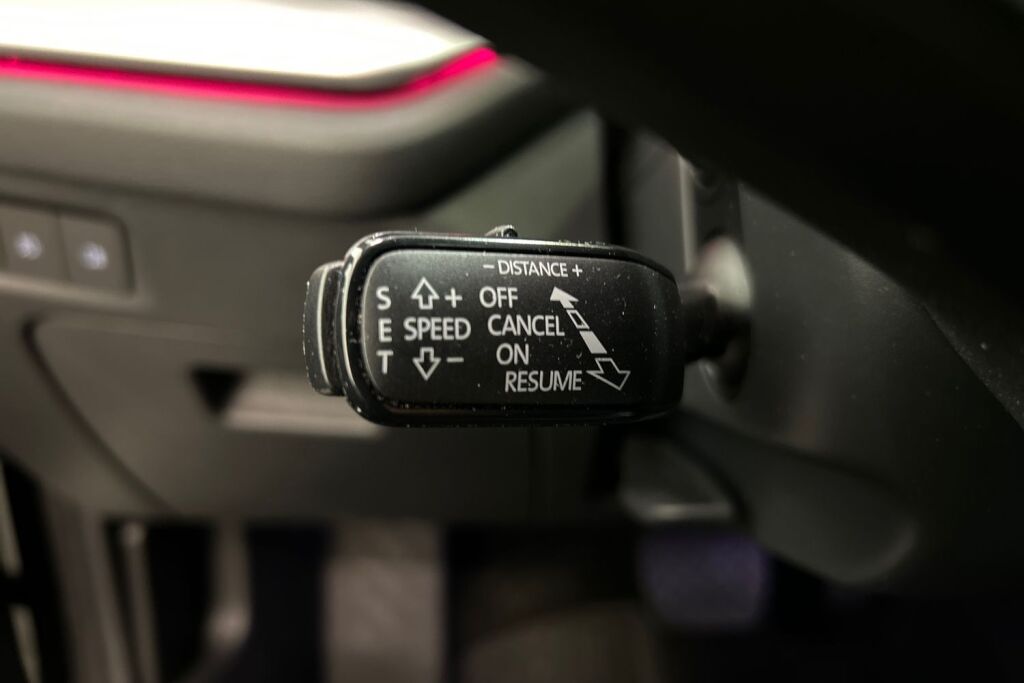 − DISTANCE +
S + OFF
E SPEED CANCEL
T − ON
RESUME